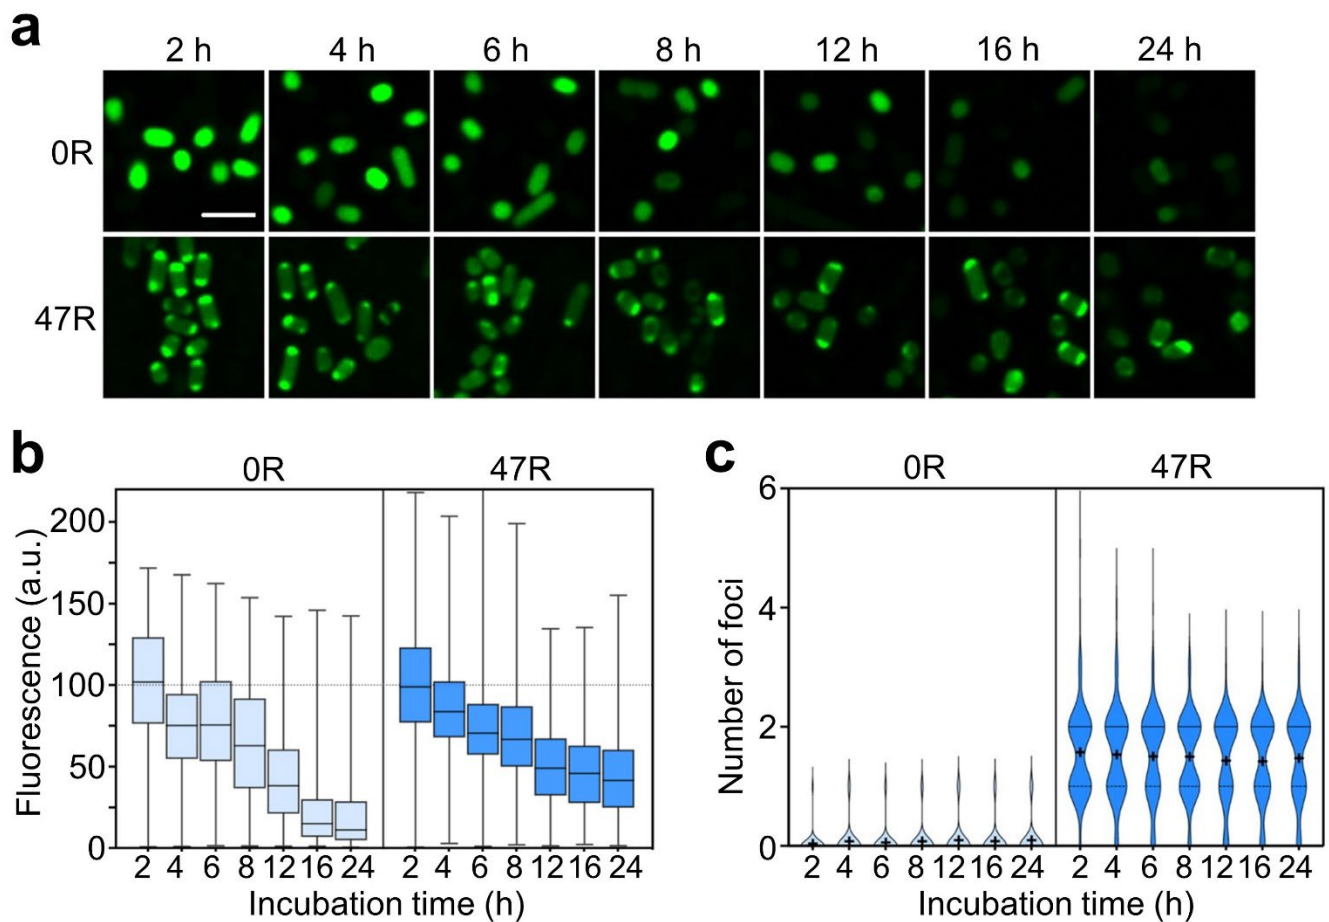 a
2 h 4 h 6 h 8 h 12 h 16 h 24 h
0R
47R
b
0R 47R
Fluorescence (a.u.)
200
150
100
50
0
2 4 6 8 12 16 24 2 4 6 8 12 16 24
Incubation time (h)
c
0R 47R
Number of foci
6
4
2
0
2 4 6 8 12 16 24 2 4 6 8 12 16 24
Incubation time (h)